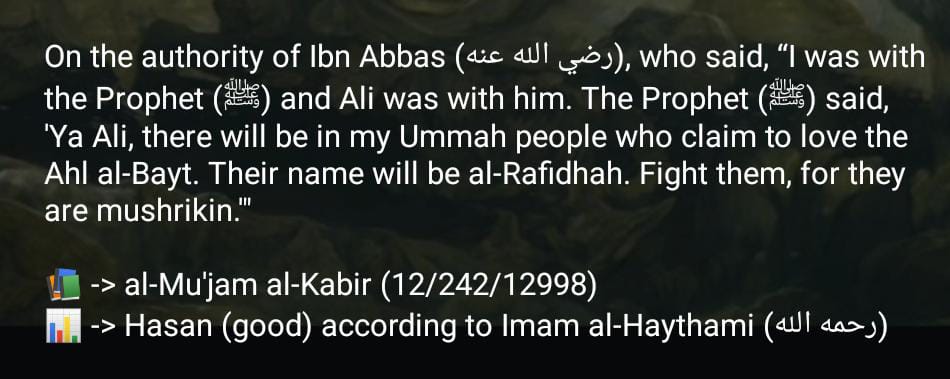 On the authority of Ibn Abbas (رضي الله عنه), who said, “I was with
the Prophet (ﷺ) and Ali was with him. The Prophet (ﷺ) said,
'Ya Ali, there will be in my Ummah people who claim to love the
Ahl al-Bayt. Their name will be al-Rafidhah. Fight them, for they
are mushrikin.'"
📚 -> al-Mu'jam al-Kabir (12/242/12998)
📊 -> Hasan (good) according to Imam al-Haythami (رحمه الله)